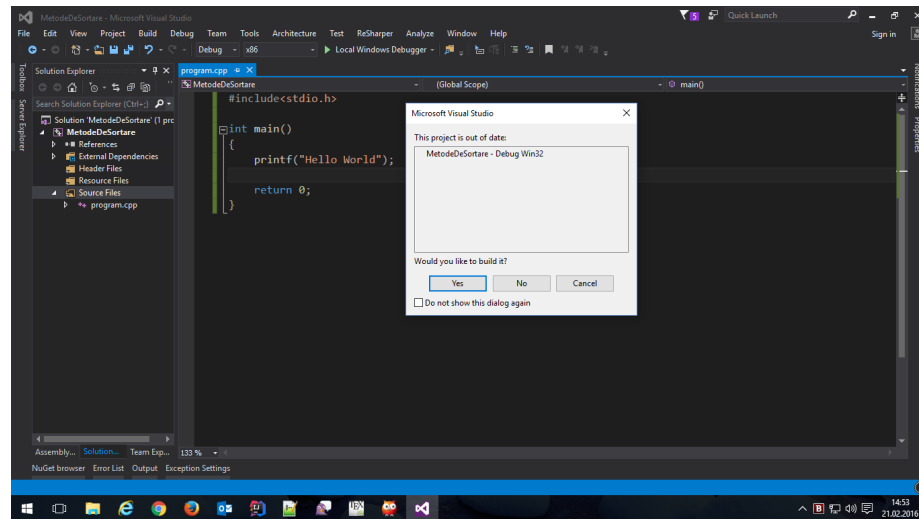 MetodeDeSortare - Microsoft Visual Studio
5
Quick Launch
File Edit View Project Build Debug Team Tools Architecture Test ReSharper Analyze Window Help
Sign in
Debug x86 Local Windows Debugger
Toolbox
Server Explorer
Solution Explorer
Search Solution Explorer (Ctrl+;)
Solution 'MetodeDeSortare' (1 prc
MetodeDeSortare
References
External Dependencies
Header Files
Resource Files
Source Files
program.cpp
program.cpp
MetodeDeSortare (Global Scope) main()
#include<stdio.h>
int main()
{
printf("Hello World");
return 0;
}
Microsoft Visual Studio
This project is out of date:
MetodeDeSortare - Debug Win32
Would you like to build it?
Yes No Cancel
Do not show this dialog again
Notifications
Properties
Assembly... Solution... Team Exp...
133 %
NuGet browser Error List Output Exception Settings
14:53
21.02.2016